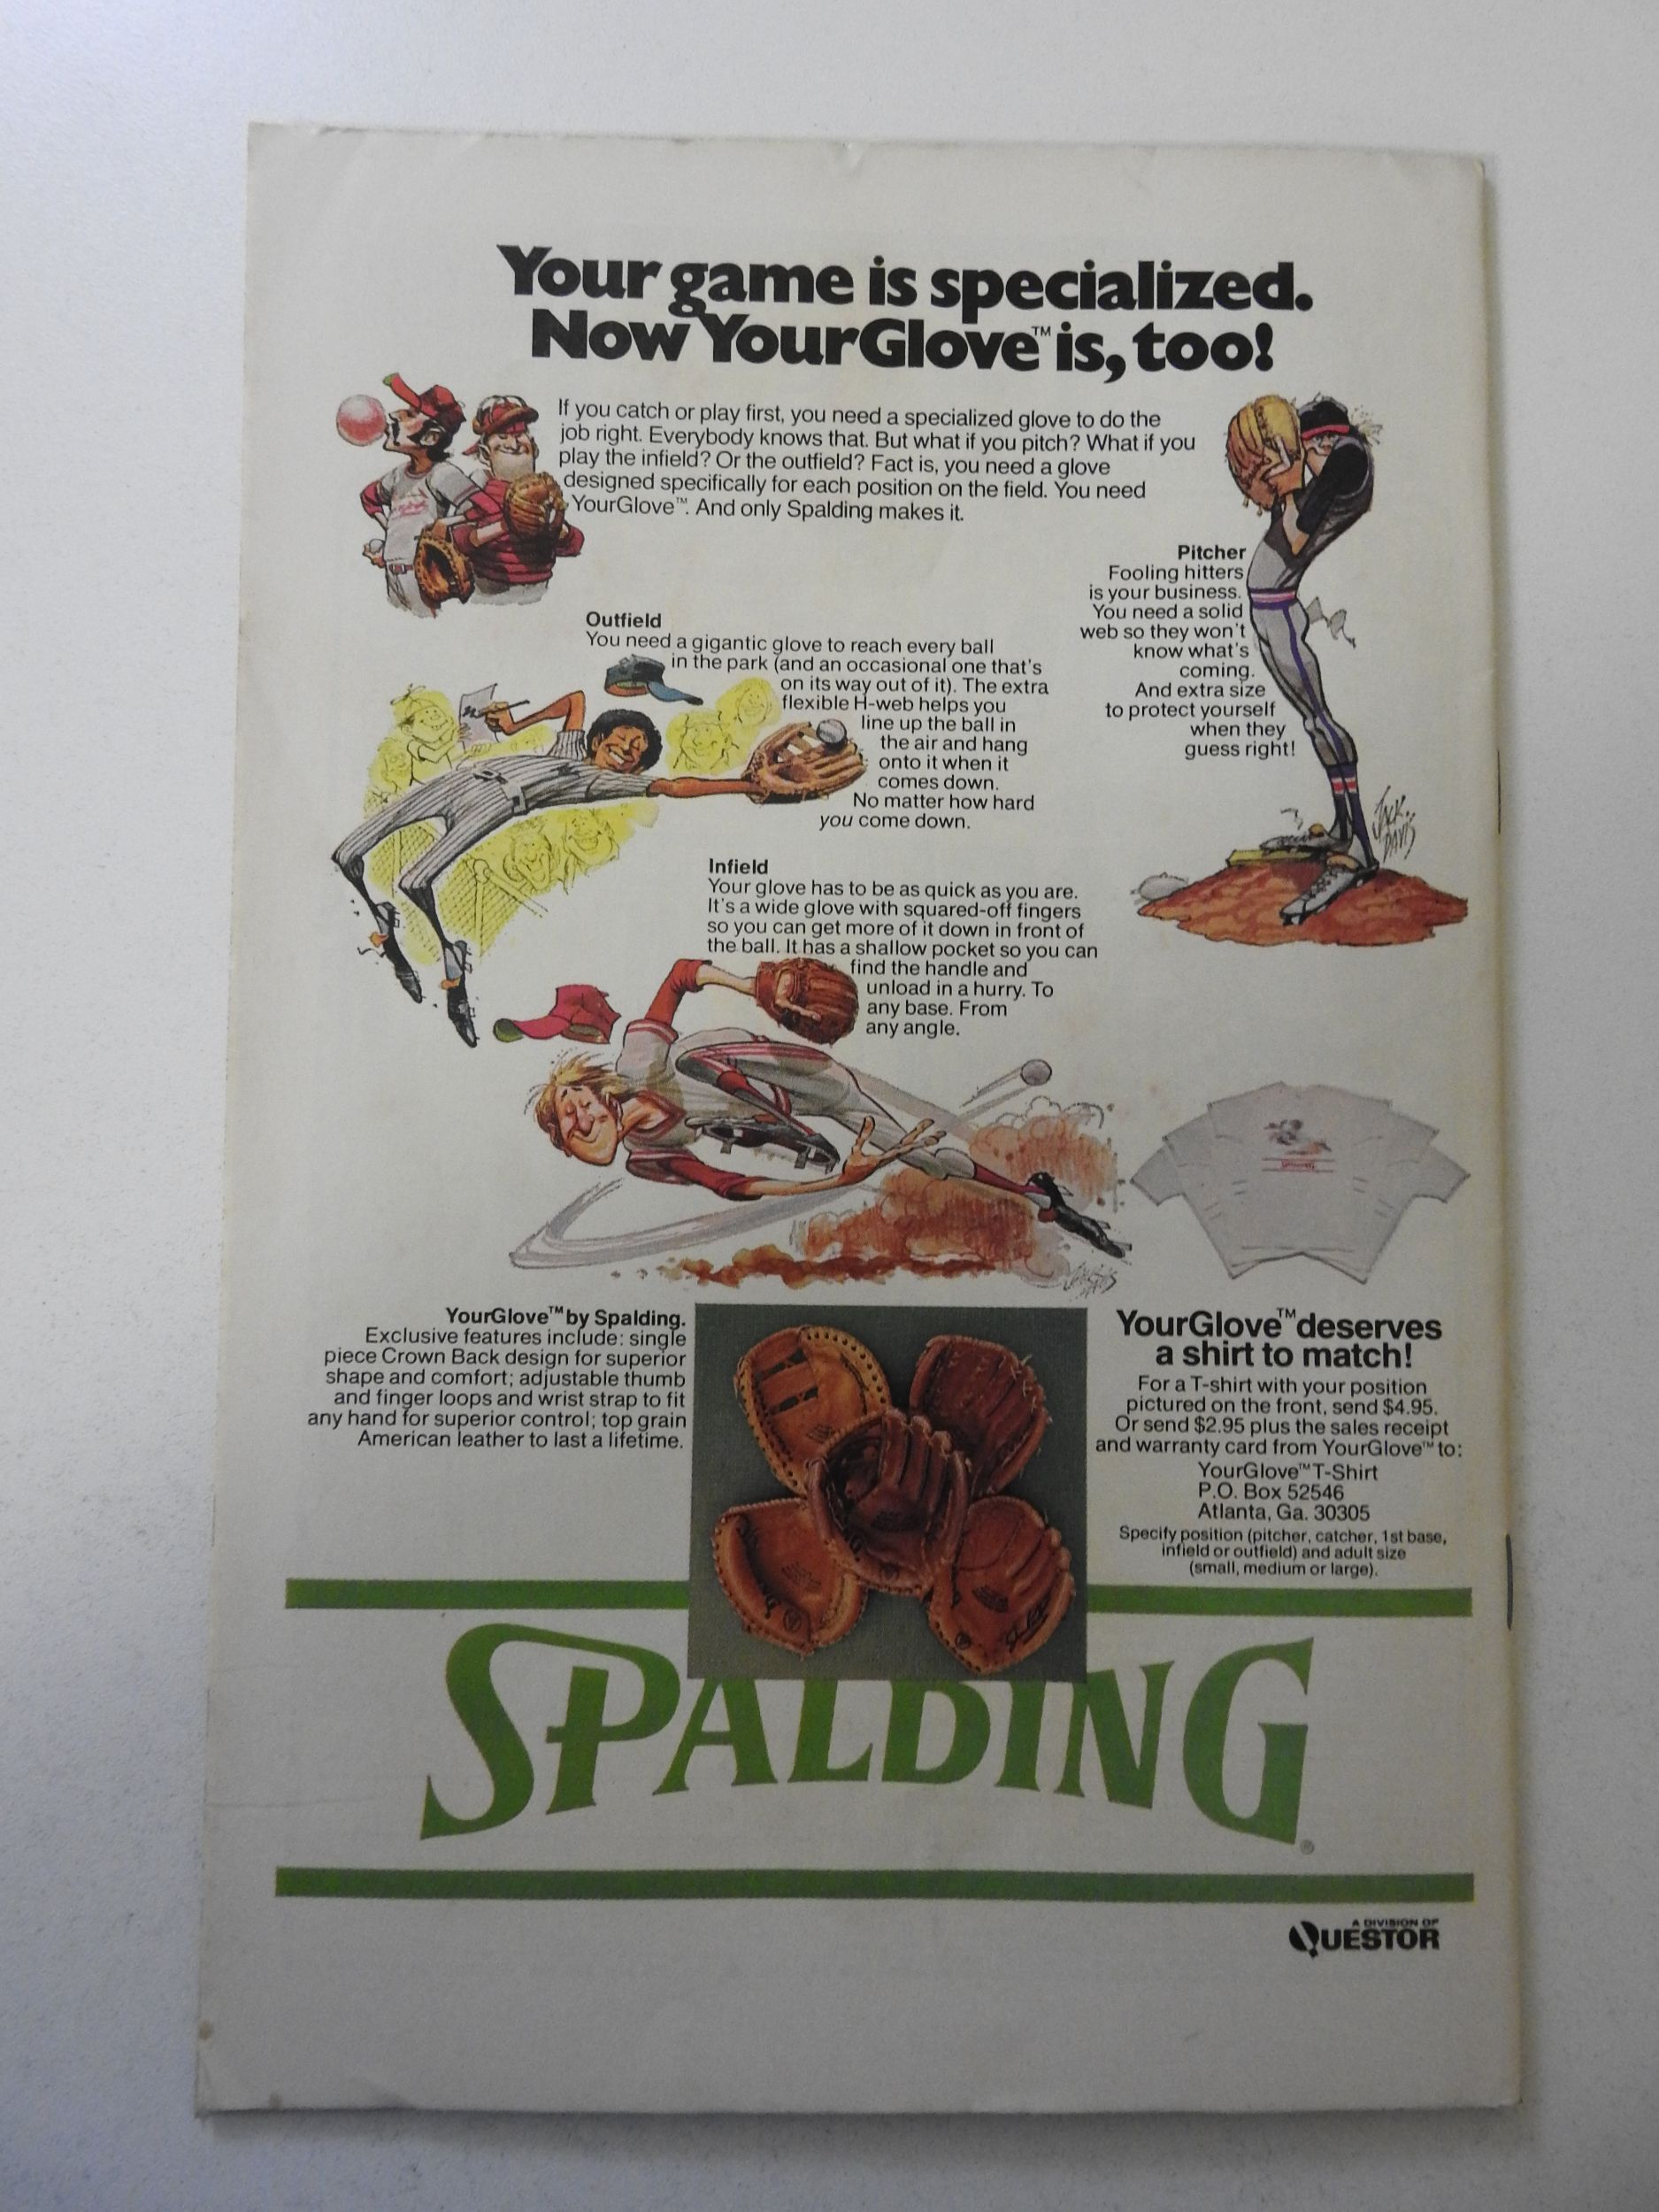 Your game is specialized.
Now YourGlove™ is, too!
If you catch or play first, you need a specialized glove to do the
job right. Everybody knows that. But what if you pitch? What if you
play the infield? Or the outfield? Fact is, you need a glove
designed specifically for each position on the field. You need
YourGlove™. And only Spalding makes it.
Pitcher
Fooling hitters
is your business.
You need a solid
web so they won't
know what's
coming.
And extra size
to protect yourself
when they
guess right!
JACK DAVIS
Outfield
You need a gigantic glove to reach every ball
in the park (and an occasional one that's
on its way out of it). The extra
flexible H-web helps you
line up the ball in
the air and hang
onto it when it
comes down.
No matter how hard
you come down.
Infield
Your glove has to be as quick as you are.
It's a wide glove with squared-off fingers
so you can get more of it down in front of
the ball. It has a shallow pocket so you can
find the handle and
unload in a hurry. To
any base. From
any angle.
YourGlove™ by Spalding.
Exclusive features include: single
piece Crown Back design for superior
shape and comfort; adjustable thumb
and finger loops and wrist strap to fit
any hand for superior control; top grain
American leather to last a lifetime.
YourGlove™ deserves
a shirt to match!
For a T-shirt with your position
pictured on the front, send $4.95.
Or send $2.95 plus the sales receipt
and warranty card from YourGlove™ to:
YourGlove™ T-Shirt
P.O. Box 52546
Atlanta, Ga. 30305
Specify position (pitcher, catcher, 1st base,
infield or outfield) and adult size
(small, medium or large).
SPALDING®
A DIVISION OF
QUESTOR